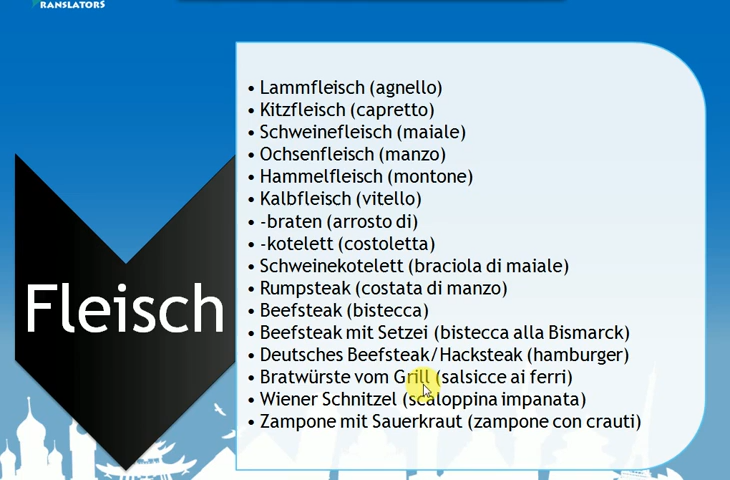 RANSLATORS
Fleisch
• Lammfleisch (agnello)
• Kitzfleisch (capretto)
• Schweinefleisch (maiale)
• Ochsenfleisch (manzo)
• Hammelfleisch (montone)
• Kalbfleisch (vitello)
• -braten (arrosto di)
• -kotelett (costoletta)
• Schweinekotelett (braciola di maiale)
• Rumpsteak (costata di manzo)
• Beefsteak (bistecca)
• Beefsteak mit Setzei (bistecca alla Bismarck)
• Deutsches Beefsteak/Hacksteak (hamburger)
• Bratwürste vom Grill (salsicce ai ferri)
• Wiener Schnitzel (scaloppina impanata)
• Zampone mit Sauerkraut (zampone con crauti)